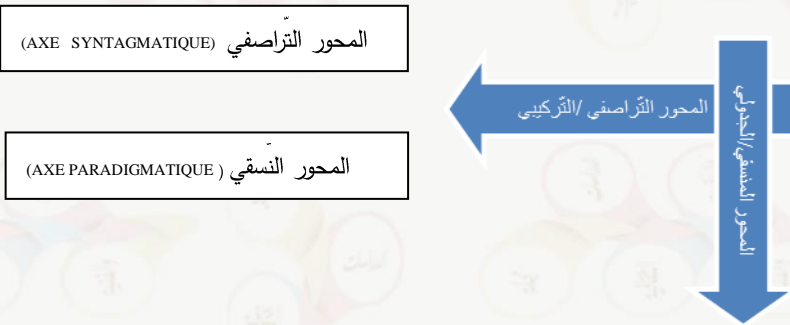 المحور التّراصفي (AXE SYNTAGMATIQUE)
المحور النّسقي ( AXE PARADIGMATIQUE)
المحور التّراصفي /التّركيبي
المحور المنسقي/الجدولي